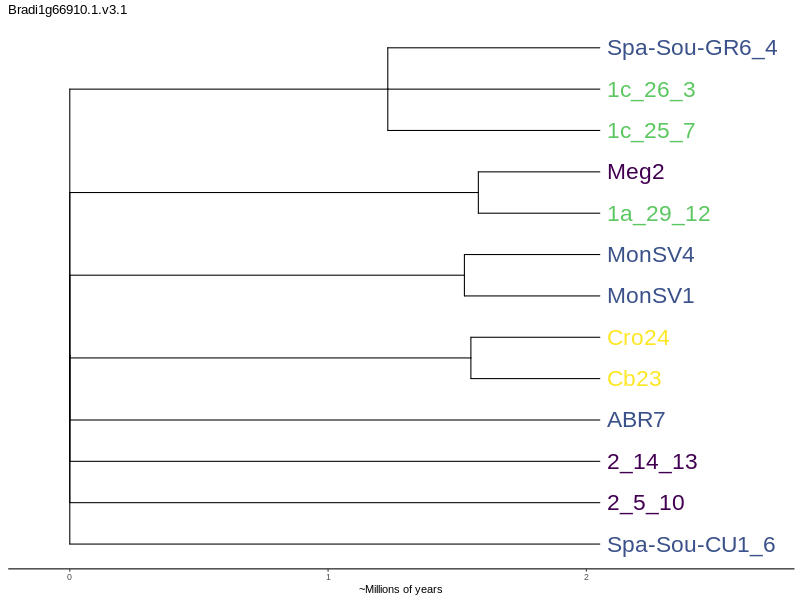 Bradi1g66910.1.v3.1
Spa-Sou-GR6_4
1c_26_3
1c_25_7
Meg2
1a_29_12
MonSV4
MonSV1
Cro24
Cb23
ABR7
2_14_13
2_5_10
Spa-Sou-CU1_6
0 1 2
~Millions of years